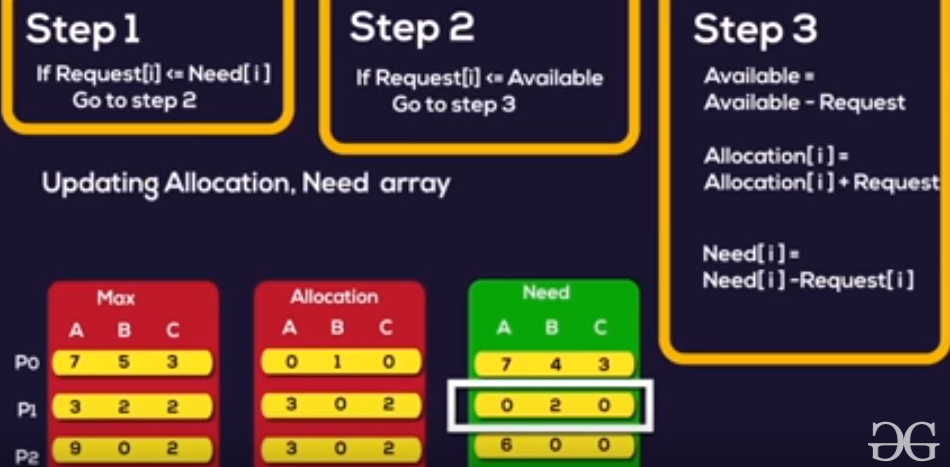 Step 1
If Request[i] <= Need[i]
Go to step 2
Step 2
If Request[i] <= Available
Go to step 3
Step 3
Available =
Available - Request
Allocation[i] =
Allocation[i] + Request
Need[i] =
Need[i] - Request[i]
Updating Allocation, Need array
Max
A B C
Allocation
A B C
Need
A B C
P0 7 5 3 0 1 0 7 4 3
P1 3 2 2 3 0 2 0 2 0
P2 9 0 2 3 0 2 6 0 0
GG